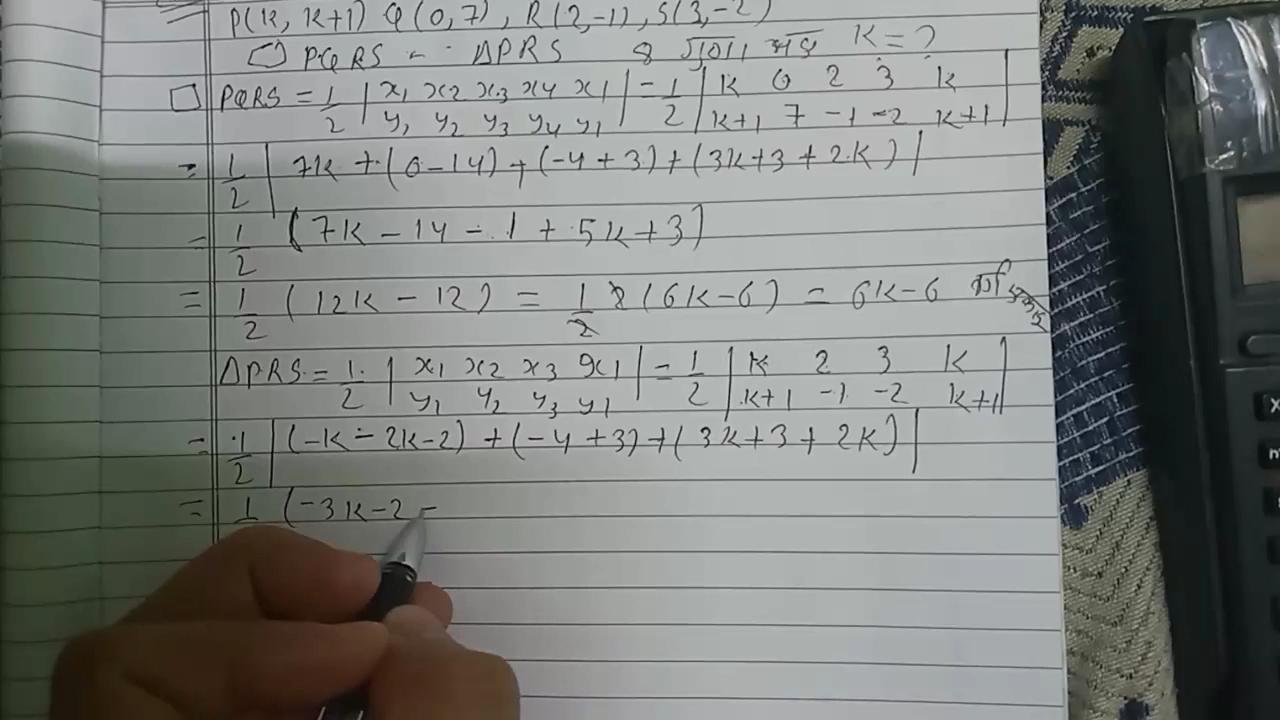 P(k, k+1) Q(0,7), R(2,-1), S(3,-2)
▱ PQRS ΔPRS K = ?
□ PQRS = 1/2 | x1 x2 x3 x4 x1 / y1 y2 y3 y4 y1 | = 1/2 | k 0 2 3 k / k+1 7 -1 -2 k+1 |
= 1/2 | 7k + (0-14) + (-4+3) + (3k+3+2k) |
= 1/2 (7k - 14 - 1 + 5k + 3)
= 1/2 (12k - 12) = 1/2 2(6k-6) = 6k-6
ΔPRS = 1/2 | x1 x2 x3 x1 / y1 y2 y3 y1 | = 1/2 | k 2 3 k / k+1 -1 -2 k+1 |
= 1/2 | (-k-2k-2) + (-4+3) + (3k+3+2k) |
= 1 (-3k-2-